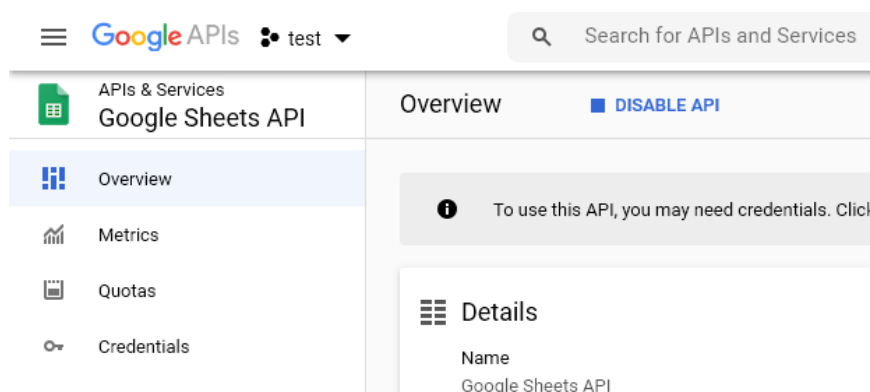 Google APIs test
Search for APIs and Services
APIs & Services
Google Sheets API
Overview
DISABLE API
Overview
To use this API, you may need credentials. Click
Metrics
Quotas
Credentials
Details
Name
Google Sheets API